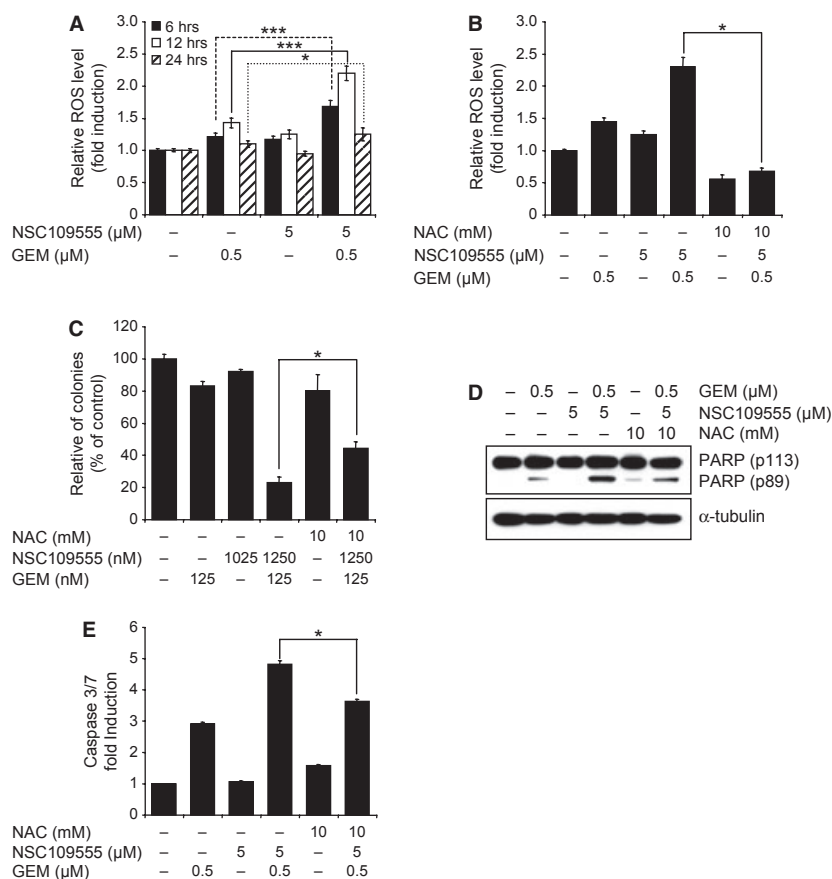 A
3.0
2.5
2.0
1.5
1.0
0.5
0
Relative ROS level
(fold induction)
6 hrs
12 hrs
24 hrs
***
***
*
NSC109555 (µM) – – 5 5
GEM (µM) – 0.5 – 0.5
B
3.0
2.5
2.0
1.5
1.0
0.5
0
Relative ROS level
(fold induction)
*
NAC (mM) – – – – 10 10
NSC109555 (µM) – – 5 5 – 5
GEM (µM) – 0.5 – 0.5 – 0.5
C
120
100
80
60
40
20
0
Relative of colonies
(% of control)
*
NAC (mM) – – – – 10 10
NSC109555 (nM) – – 1025 1250 – 1250
GEM (nM) – 125 – 125 – 125
D
– 0.5 – 0.5 – 0.5 GEM (µM)
– – 5 5 – 5 NSC109555 (µM)
– – – – 10 10 NAC (mM)
PARP (p113)
PARP (p89)
α-tubulin
E
6
5
4
3
2
1
0
Caspase 3/7
fold Induction
*
NAC (mM) – – – – 10 10
NSC109555 (µM) – – 5 5 – 5
GEM (µM) – 0.5 – 0.5 – 0.5